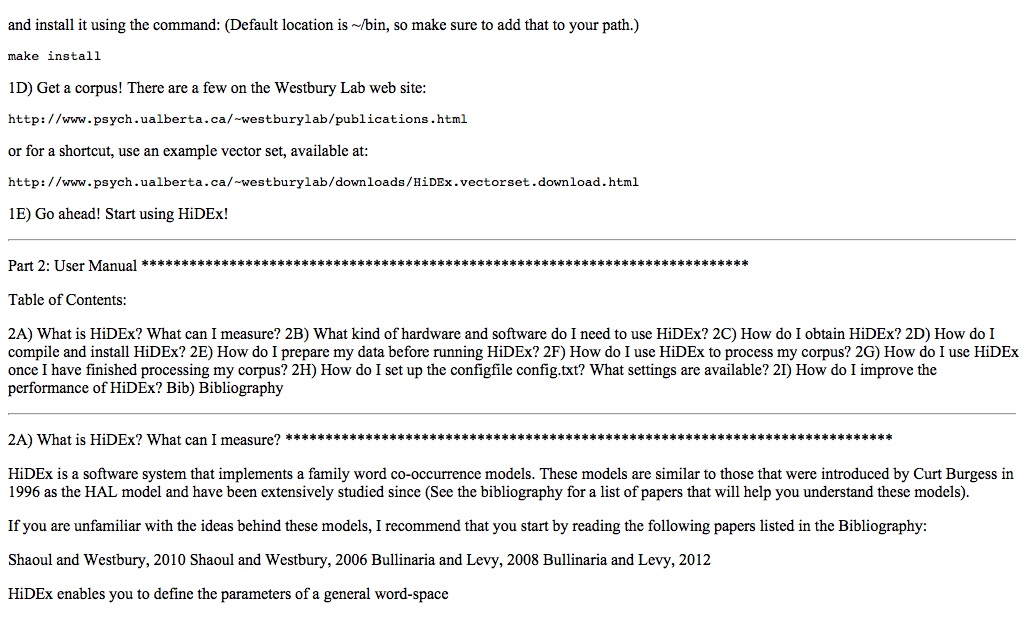 and install it using the command: (Default location is ~/bin, so make sure to add that to your path.)
make install
1D) Get a corpus! There are a few on the Westbury Lab web site:
http://www.psych.ualberta.ca/~westburylab/publications.html
or for a shortcut, use an example vector set, available at:
http://www.psych.ualberta.ca/~westburylab/downloads/HiDEx.vectorset.download.html
1E) Go ahead! Start using HiDEx!
Part 2: User Manual ****************************************************************************
Table of Contents:
2A) What is HiDEx? What can I measure? 2B) What kind of hardware and software do I need to use HiDEx? 2C) How do I obtain HiDEx? 2D) How do I
compile and install HiDEx? 2E) How do I prepare my data before running HiDEx? 2F) How do I use HiDEx to process my corpus? 2G) How do I use HiDEx
once I have finished processing my corpus? 2H) How do I set up the configfile config.txt? What settings are available? 2I) How do I improve the
performance of HiDEx? Bib) Bibliography
2A) What is HiDEx? What can I measure? ****************************************************************************
HiDEx is a software system that implements a family word co-occurrence models. These models are similar to those that were introduced by Curt Burgess in
1996 as the HAL model and have been extensively studied since (See the bibliography for a list of papers that will help you understand these models).
If you are unfamiliar with the ideas behind these models, I recommend that you start by reading the following papers listed in the Bibliography:
Shaoul and Westbury, 2010 Shaoul and Westbury, 2006 Bullinaria and Levy, 2008 Bullinaria and Levy, 2012
HiDEx enables you to define the parameters of a general word-space